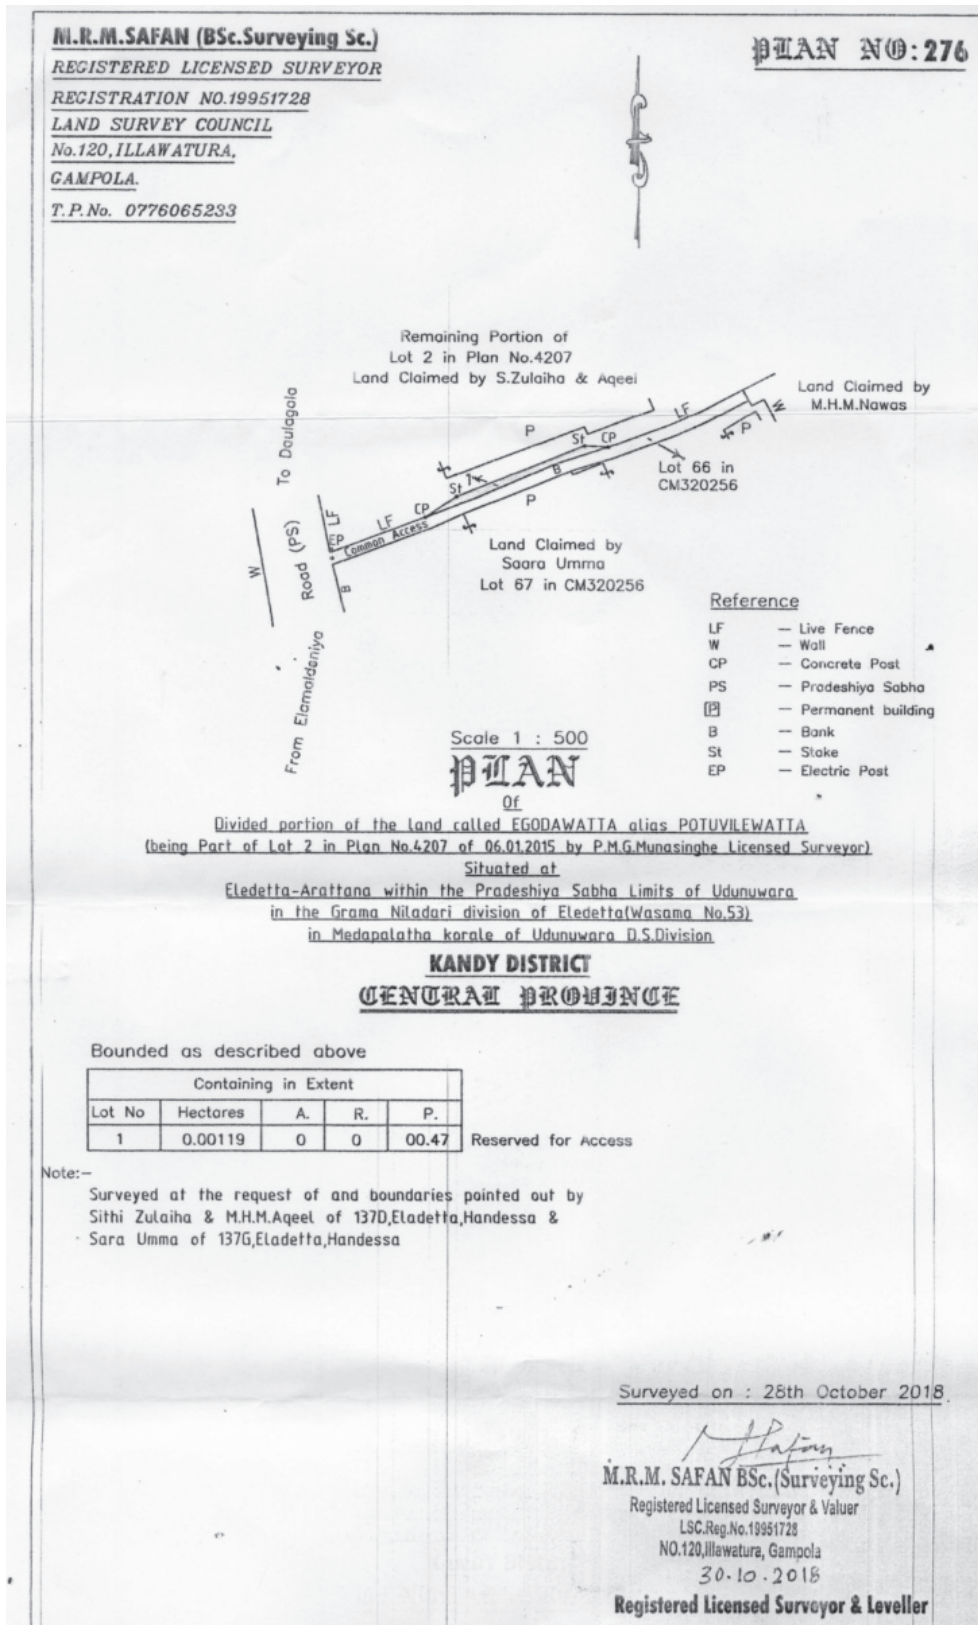 M.R.M.SAFAN (BSc.Surveying Sc.)
REGISTERED LICENSED SURVEYOR
REGISTRATION NO.19951728
LAND SURVEY COUNCIL
No.120,ILLAWATURA,
GAMPOLA.
T.P.No. 0776065233
PLAN NO:276
Remaining Portion of
Lot 2 in Plan No.4207
Land Claimed by S.Zulaiha & Aqeel
Land Claimed by
M.H.M.Nawas
To Daulagala
Road (PS)
From Elamaldeniya
W
LF
EP
B
LF
Common Access
CP
St
1
P
St
CP
B
P
LF
W
P
Lot 66 in
CM320256
Land Claimed by
Saara Umma
Lot 67 in CM320256
Reference
LF — Live Fence
W — Wall
CP — Concrete Post
PS — Pradeshiya Sabha
P — Permanent building
B — Bank
St — Stake
EP — Electric Post
Scale 1 : 500
PLAN
Of
Divided portion of the land called EGODAWATTA alias POTUVILEWATTA
(being Part of Lot 2 in Plan No.4207 of 06.01.2015 by P.M.G.Munasinghe Licensed Surveyor)
Situated at
Eledetta-Arattana within the Pradeshiya Sabha Limits of Udunuwara
in the Grama Niladari division of Eledetta(Wasama No.53)
in Medapalatha korale of Udunuwara D.S.Division
KANDY DISTRICT
CENTRAL PROVINCE
Bounded as described above
Containing in Extent
Lot No Hectares A. R. P.
1 0.00119 0 0 00.47 Reserved for Access
Note:-
Surveyed at the request of and boundaries pointed out by
Sithi Zulaiha & M.H.M.Aqeel of 137D,Eladetta,Handessa &
Sara Umma of 137G,Eladetta,Handessa
Surveyed on : 28th October 2018.
M.R.M. SAFAN BSc.(Surveying Sc.)
Registered Licensed Surveyor & Valuer
LSC.Reg.No.19951728
NO.120,Illawatura, Gampola
30.10.2018
Registered Licensed Surveyor & Leveller